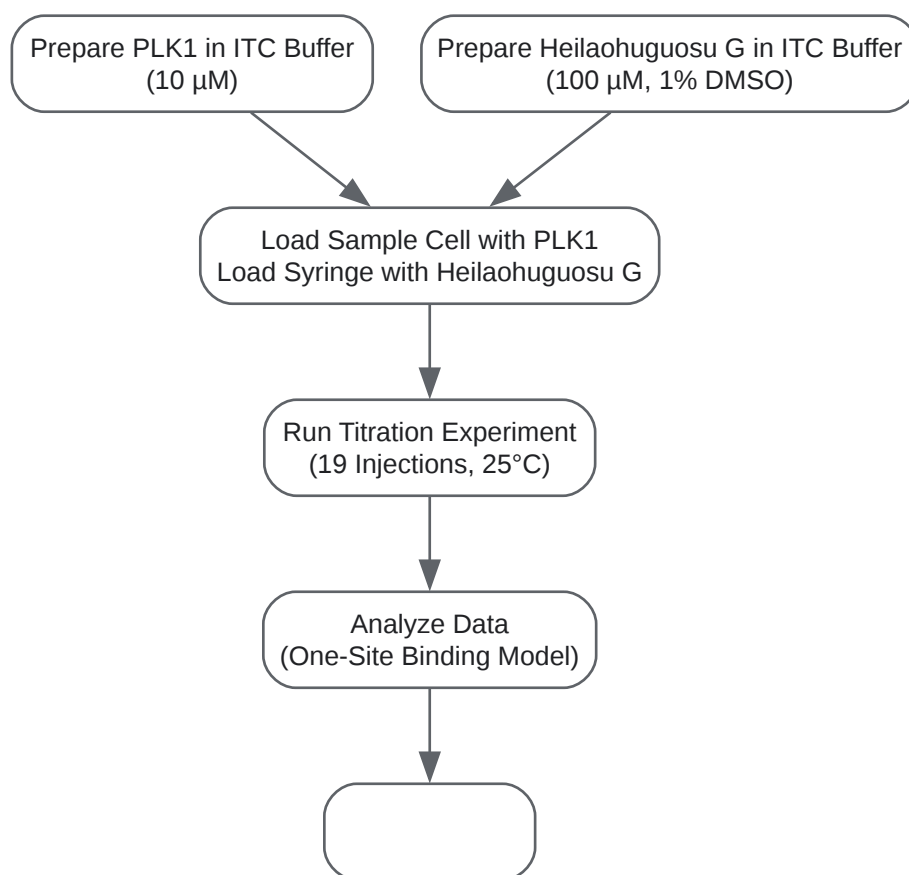 Prepare PLK1 in ITC Buffer
(10 µM)
Prepare Heilaohuguosu G in ITC Buffer
(100 µM, 1% DMSO)
Load Sample Cell with PLK1
Load Syringe with Heilaohuguosu G
Run Titration Experiment
(19 Injections, 25°C)
Analyze Data
(One-Site Binding Model)